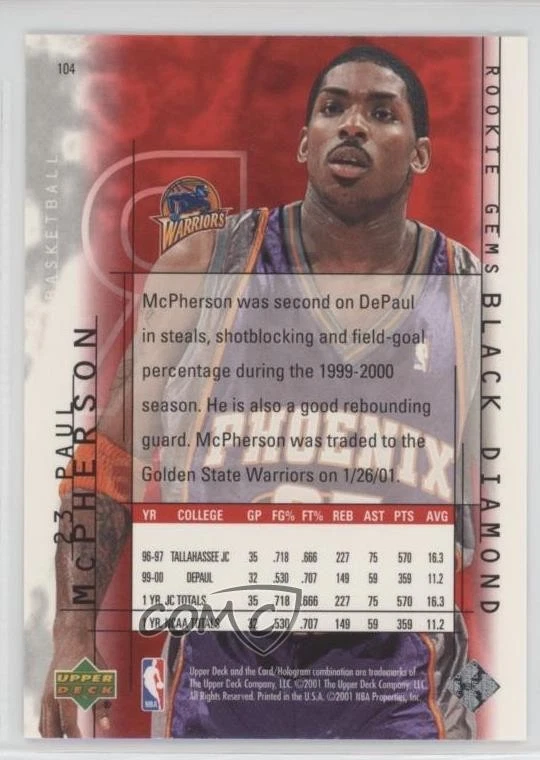 104
ROOKIE GEMS BLACK DIAMOND
BASKETBALL
23 PAUL
MCPHERSON
WARRIORS
McPherson was second on DePaul
in steals, shotblocking and field-goal
percentage during the 1999-2000
season. He is also a good rebounding
guard. McPherson was traded to the
Golden State Warriors on 1/26/01.
PHOENIX
YR COLLEGE GP FG% FT% REB AST PTS AVG
96-97 TALLAHASSEE JC 35 .718 .666 227 75 570 16.3
99-00 DEPAUL 32 .530 .707 149 59 359 11.2
1 YR. JC TOTALS 35 .718 .666 227 75 570 16.3
1 YR. NCAA TOTALS 32 .530 .707 149 59 359 11.2
COMC
UPPER
DECK
NBA
Upper Deck and the Card/Hologram combination are trademarks of
The Upper Deck Company, LLC. ©2001 The Upper Deck Company, LLC.
All Rights Reserved. Printed in the U.S.A. ©2001 NBA Properties, Inc.